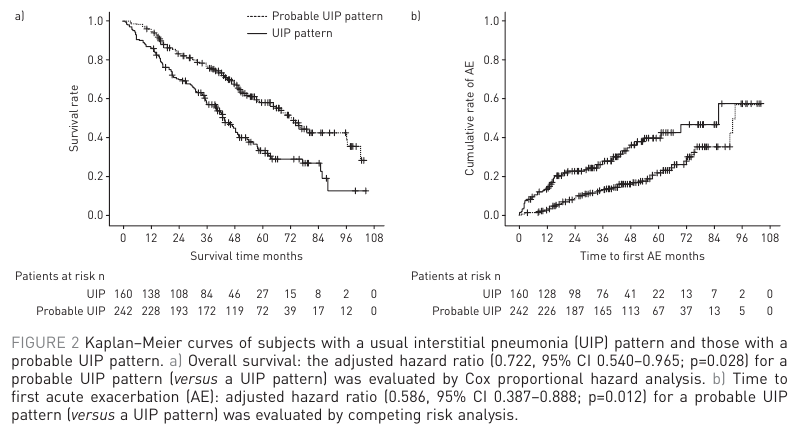 a)
Probable UIP pattern
UIP pattern
Survival rate
1.0
0.8
0.6
0.4
0.2
0.0
0 12 24 36 48 60 72 84 96 108
Survival time months
Patients at risk n
UIP 160 138 108 84 46 27 15 8 2 0
Probable UIP 242 228 193 172 119 72 39 17 12 0
b)
Cumulative rate of AE
1.0
0.8
0.6
0.4
0.2
0.0
0 12 24 36 48 60 72 84 96 108
Time to first AE months
Patients at risk n
UIP 160 128 98 76 41 22 13 7 2 0
Probable UIP 242 226 187 165 113 67 37 13 5 0
FIGURE 2 Kaplan–Meier curves of subjects with a usual interstitial pneumonia (UIP) pattern and those with a
probable UIP pattern. a) Overall survival: the adjusted hazard ratio (0.722, 95% CI 0.540–0.965; p=0.028) for a
probable UIP pattern (versus a UIP pattern) was evaluated by Cox proportional hazard analysis. b) Time to
first acute exacerbation (AE): adjusted hazard ratio (0.586, 95% CI 0.387–0.888; p=0.012) for a probable UIP
pattern (versus a UIP pattern) was evaluated by competing risk analysis.